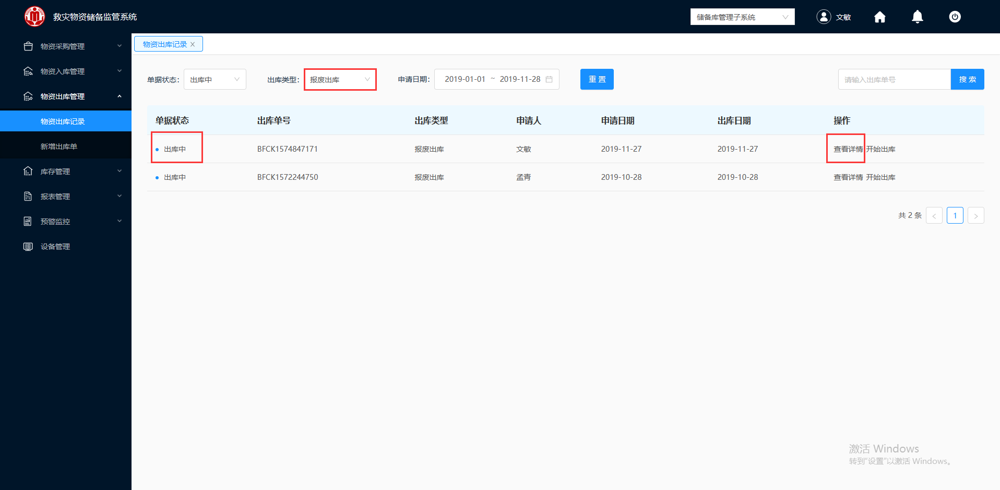 救灾物资储备监管系统
储备库管理子系统
文敏
物资采购管理
物资入库管理
物资出库管理
物资出库记录
新增出库单
库存管理
报表管理
预警监控
设备管理
物资出库记录
单据状态： 出库中 出库类型： 报废出库 申请日期： 2019-01-01 ~ 2019-11-28 重 置 请输入出库单号 搜 索
单据状态 出库单号 出库类型 申请人 申请日期 出库日期 操作
出库中 BFCK1574847171 报废出库 文敏 2019-11-27 2019-11-27 查看详情 开始出库
出库中 BFCK1572244750 报废出库 孟青 2019-10-28 2019-10-28 查看详情 开始出库
共 2 条 < 1 >
激活 Windows
转到"设置"以激活 Windows。